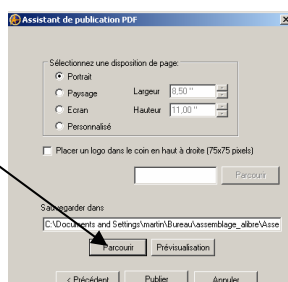 Assistant de publication PDF
Sélectionnez une disposition de page:
Portrait
Paysage Largeur 8,50 "
Ecran Hauteur 11,00 "
Personnalisé
Placer un logo dans le coin en haut à droite (75x75 pixels)
Parcourir
Sauvegarder dans
C:\Documents and Settings\martin\Bureau\assemblage_alibre\Asse
Parcourir Prévisualisation
< Précédent Publier Annuler